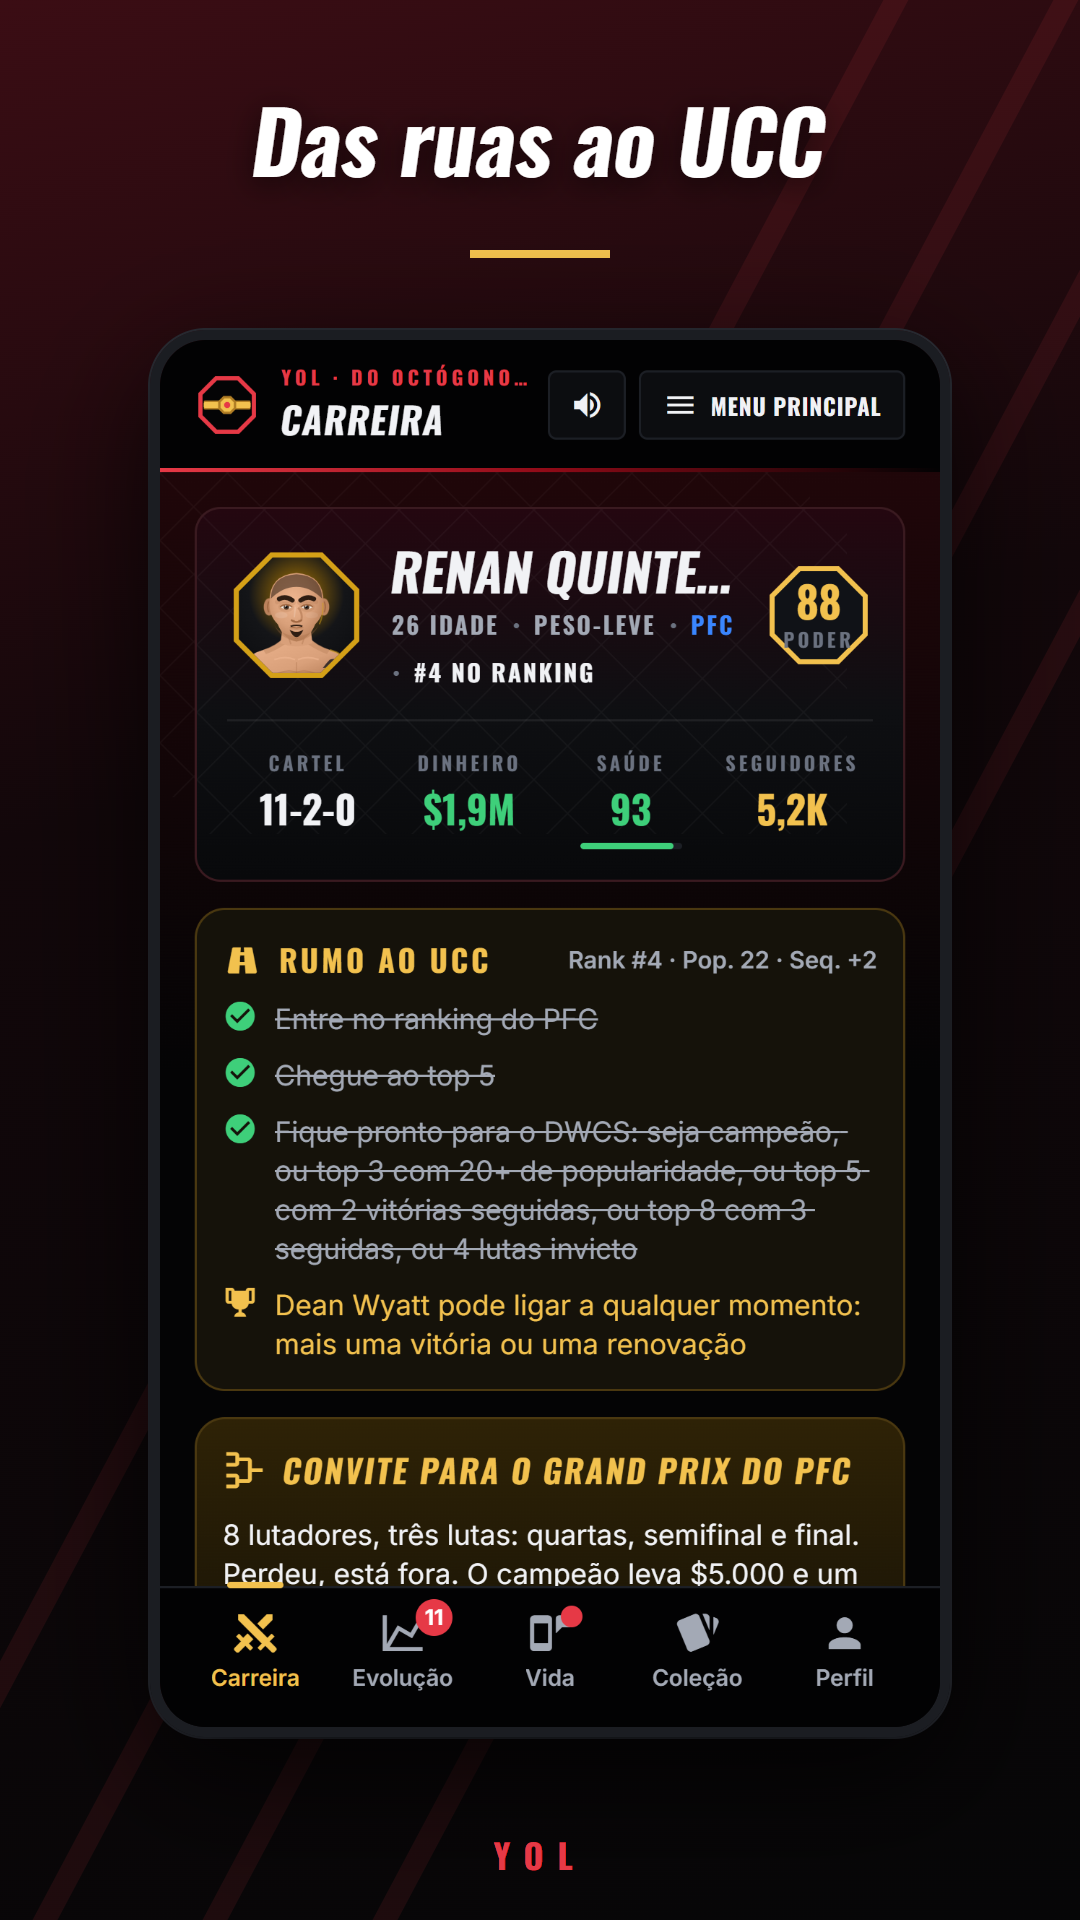 Das ruas ao UCC
YOL · DO OCTÓGONO…
CARREIRA
MENU PRINCIPAL
RENAN QUINTE…
26 IDADE · PESO-LEVE · PFC
· #4 NO RANKING
88
PODER
CARTEL
11-2-0
DINHEIRO
$1,9M
SAÚDE
93
SEGUIDORES
5,2K
RUMO AO UCC
Rank #4 · Pop. 22 · Seq. +2
Entre no ranking do PFC
Chegue ao top 5
Fique pronto para o DWCS: seja campeão,
ou top 3 com 20+ de popularidade, ou top 5
com 2 vitórias seguidas, ou top 8 com 3
seguidas, ou 4 lutas invicto
Dean Wyatt pode ligar a qualquer momento:
mais uma vitória ou uma renovação
CONVITE PARA O GRAND PRIX DO PFC
8 lutadores, três lutas: quartas, semifinal e final.
Perdeu, está fora. O campeão leva $5.000 e um
11
Carreira
Evolução
Vida
Coleção
Perfil
YOL